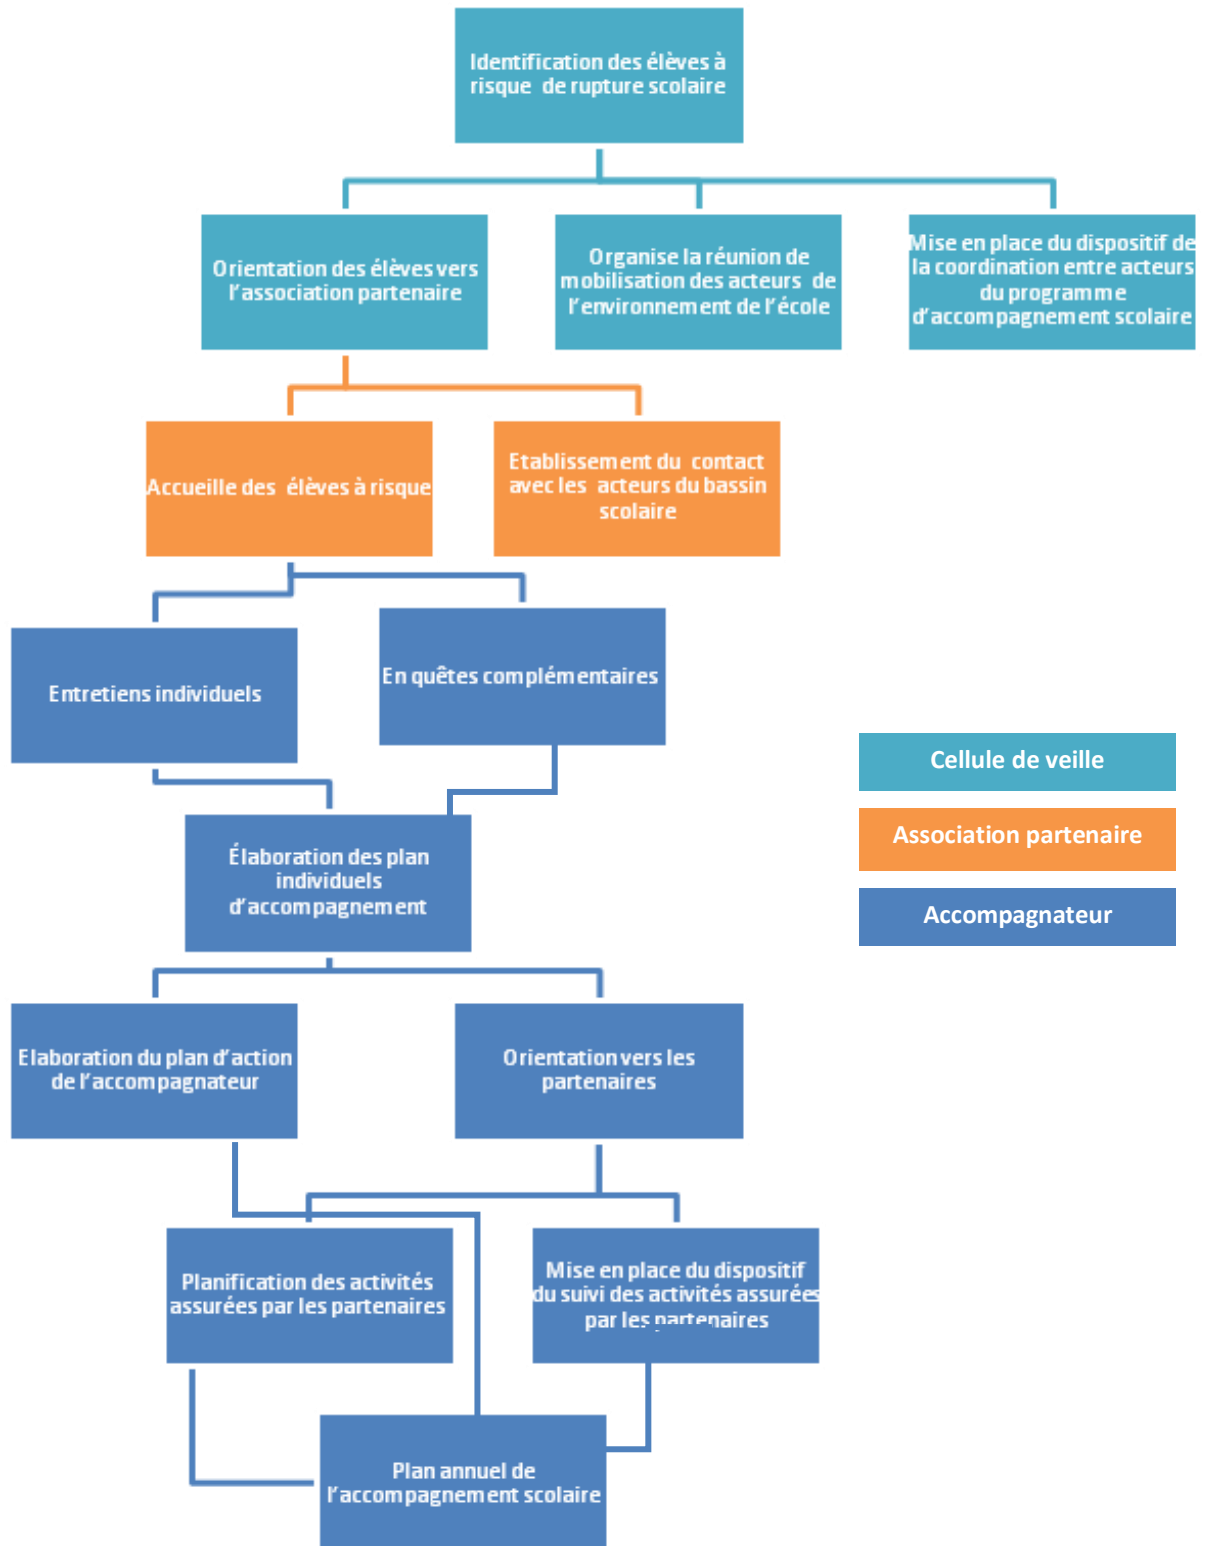 Identification des élèves à
risque de rupture scolaire
Orientation des élèves vers
l'association partenaire
Organise la réunion de
mobilisation des acteurs de
l'environnement de l'école
Mise en place du dispositif de
la coordination entre acteurs
du programme
d'accompagnement scolaire
Accueille des élèves à risque
Etablissement du contact
avec les acteurs du bassin
scolaire
Entretiens individuels
En quêtes complémentaires
Cellule de veille
Association partenaire
Accompagnateur
Élaboration des plan
individuels
d'accompagnement
Elaboration du plan d'action
de l'accompagnateur
Orientation vers les
partenaires
Planification des activités
assurées par les partenaires
Mise en place du dispositif
du suivi des activités assurées
par les partenaires
Plan annuel de
l'accompagnement scolaire